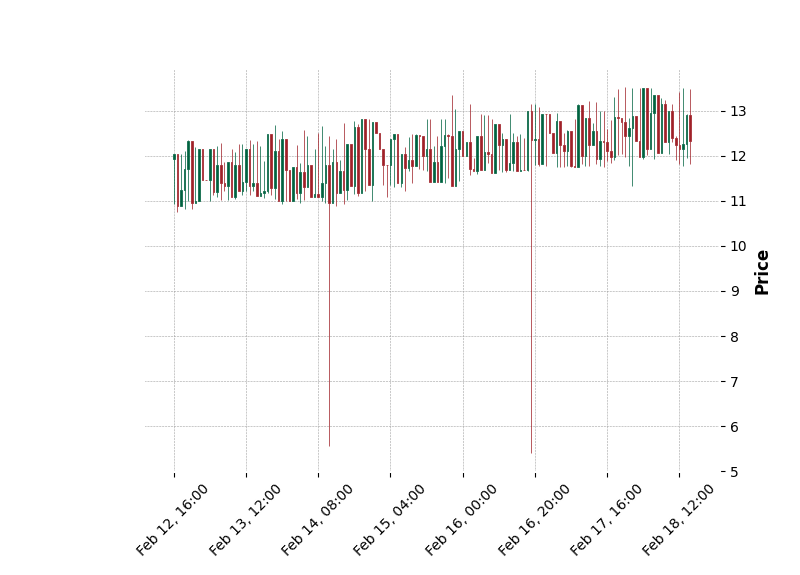 13
12
11
10
9
8
7
6
5
Price
Feb 12, 16:00
Feb 13, 12:00
Feb 14, 08:00
Feb 15, 04:00
Feb 16, 00:00
Feb 16, 20:00
Feb 17, 16:00
Feb 18, 12:00